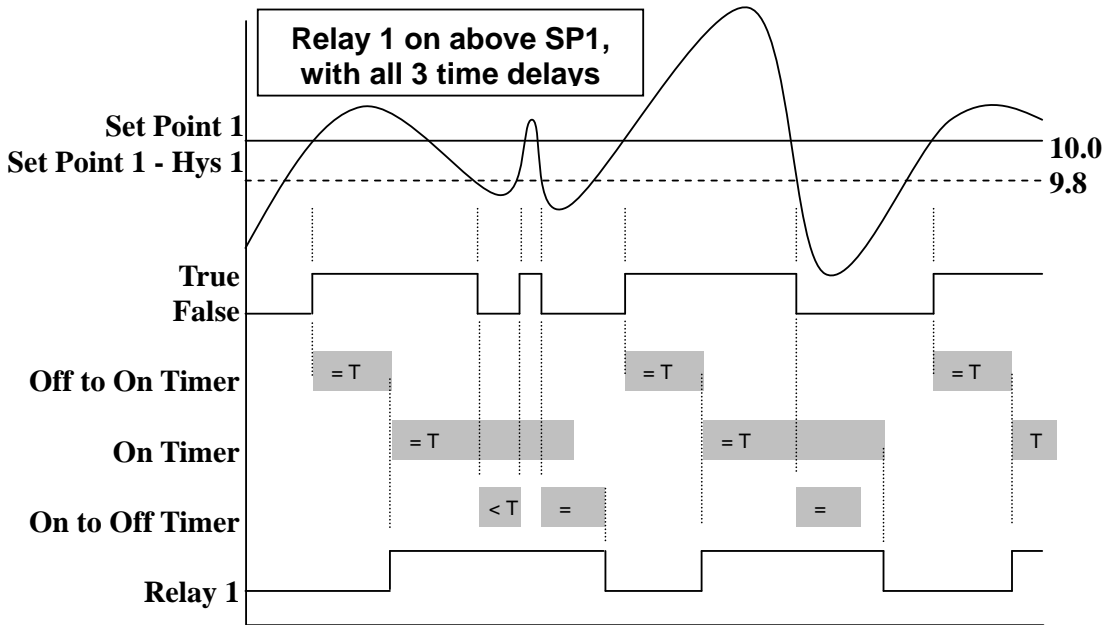 Relay 1 on above SP1,
with all 3 time delays
Set Point 1
10.0
Set Point 1 - Hys 1
9.8
True
False
Off to On Timer
= T
= T
= T
On Timer
= T
= T
T
On to Off Timer
< T
=
=
Relay 1